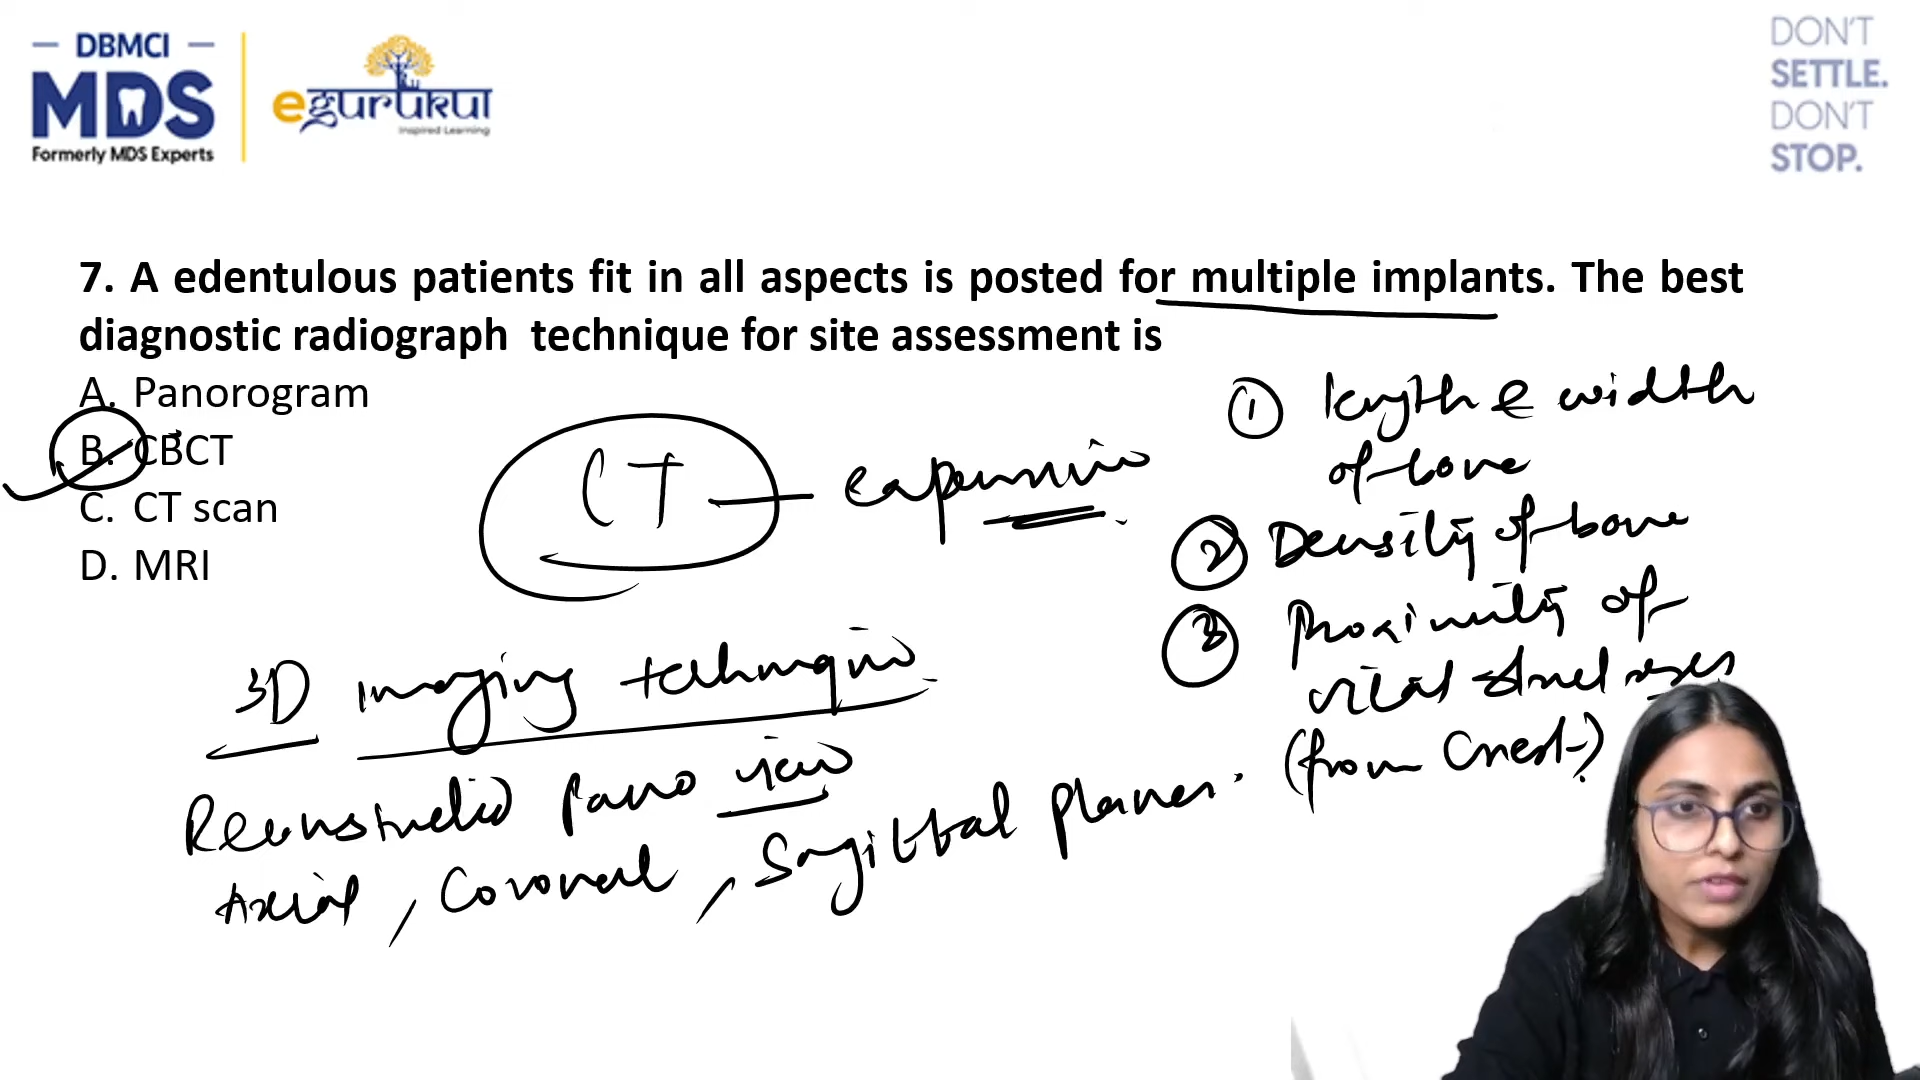 DBMCI
MDS
Formerly MDS Experts
egurukul
Inspired Learning
DON'T
SETTLE.
DON'T
STOP.
7. A edentulous patients fit in all aspects is posted for multiple implants. The best
diagnostic radiograph technique for site assessment is
A. Panorogram
B. CBCT
C. CT scan
D. MRI
CT — expensive
① length & width
of bone
② Density of bone
③ Proximity of
vital structures
(from Crest)
3D imaging technique
Reconstructed pano view
Axial, Coronal, Sagittal planes.